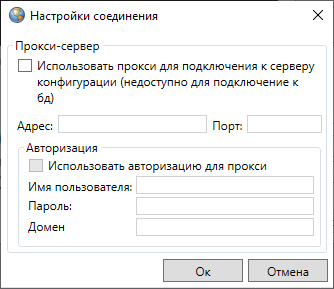 Настройки соединения
Прокси-сервер
Использовать прокси для подключения к серверу
конфигурации (недоступно для подключение к
бд)
Адрес: Порт:
Авторизация
Использовать авторизацию для прокси
Имя пользователя:
Пароль:
Домен
Ок Отмена